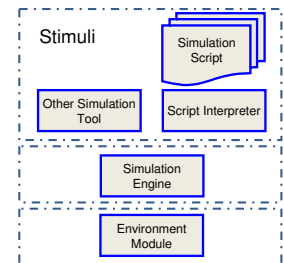 Stimuli
Simulation
Script
Other Simulation
Tool
Script Interpreter
Simulation
Engine
Environment
Module